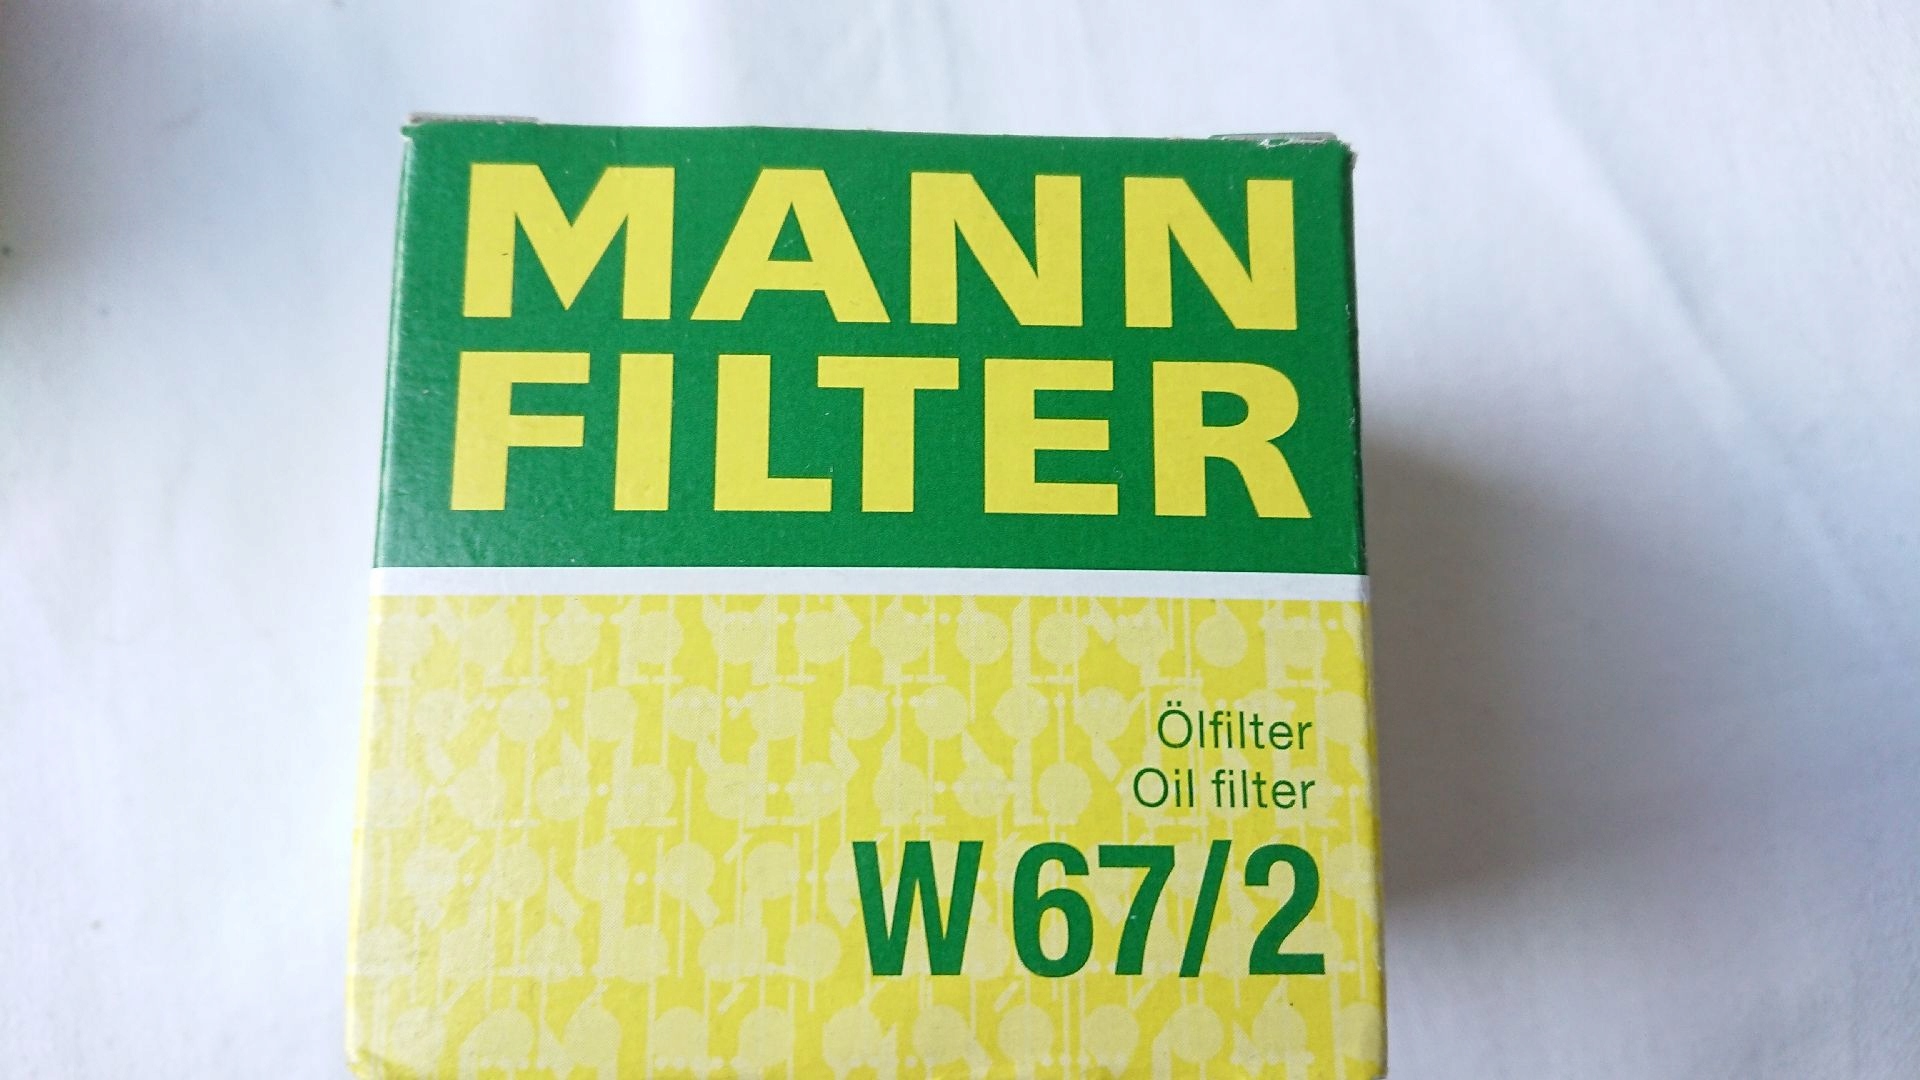 MANN
FILTER
Ölfilter
Oil filter
W 67/2